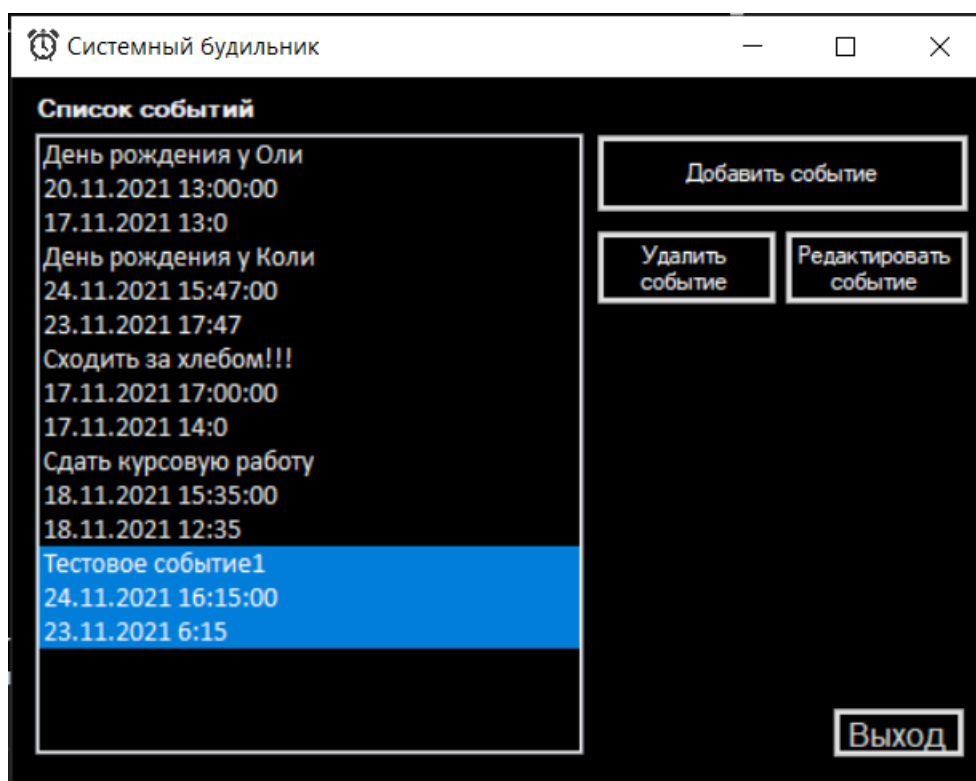 Системный будильник
Список событий
День рождения у Оли
20.11.2021 13:00:00
17.11.2021 13:0
День рождения у Коли
24.11.2021 15:47:00
23.11.2021 17:47
Сходить за хлебом!!!
17.11.2021 17:00:00
17.11.2021 14:0
Сдать курсовую работу
18.11.2021 15:35:00
18.11.2021 12:35
Тестовое событие1
24.11.2021 16:15:00
23.11.2021 6:15
Добавить событие
Удалить
событие
Редактировать
событие
Выход